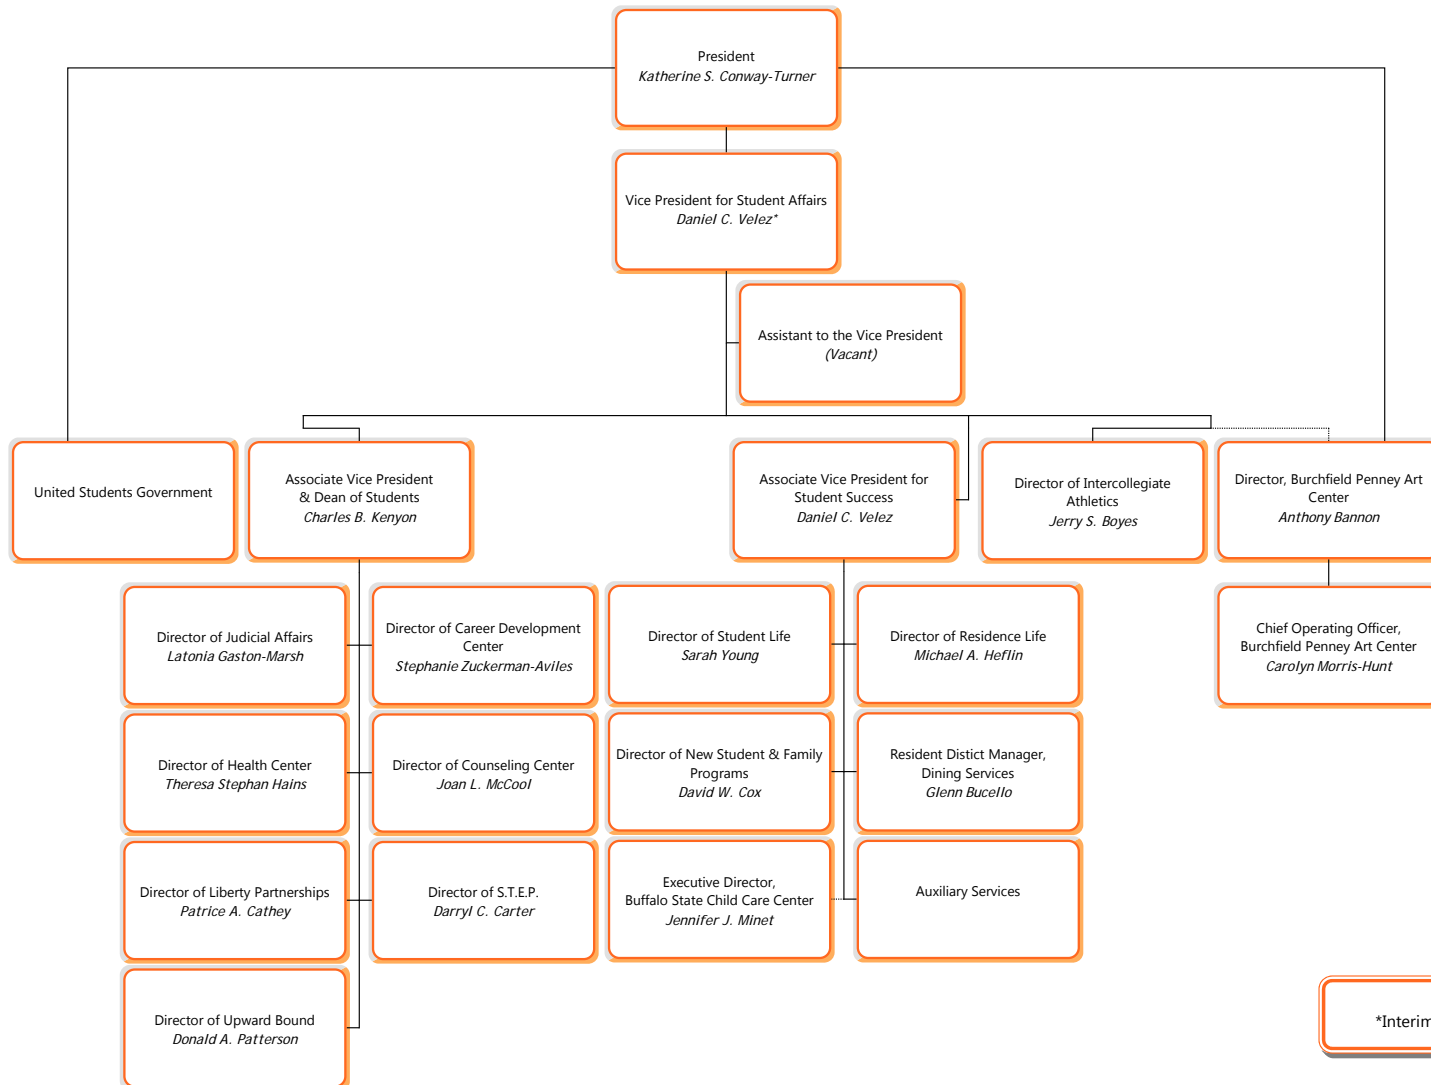 President
Katherine S. Conway-Turner
Vice President for Student Affairs
Daniel C. Velez*
Assistant to the Vice President
(Vacant)
United Students Government
Associate Vice President
& Dean of Students
Charles B. Kenyon
Associate Vice President for
Student Success
Daniel C. Velez
Director of Intercollegiate
Athletics
Jerry S. Boyes
Director, Burchfield Penney Art
Center
Anthony Bannon
Director of Judicial Affairs
Latonia Gaston-Marsh
Director of Career Development
Center
Stephanie Zuckerman-Aviles
Director of Student Life
Sarah Young
Director of Residence Life
Michael A. Heflin
Chief Operating Officer,
Burchfield Penney Art Center
Carolyn Morris-Hunt
Director of Health Center
Theresa Stephan Hains
Director of Counseling Center
Joan L. McCool
Director of New Student & Family
Programs
David W. Cox
Resident Distict Manager,
Dining Services
Glenn Bucello
Director of Liberty Partnerships
Patrice A. Cathey
Director of S.T.E.P.
Darryl C. Carter
Executive Director,
Buffalo State Child Care Center
Jennifer J. Minet
Auxiliary Services
Director of Upward Bound
Donald A. Patterson
*Interim